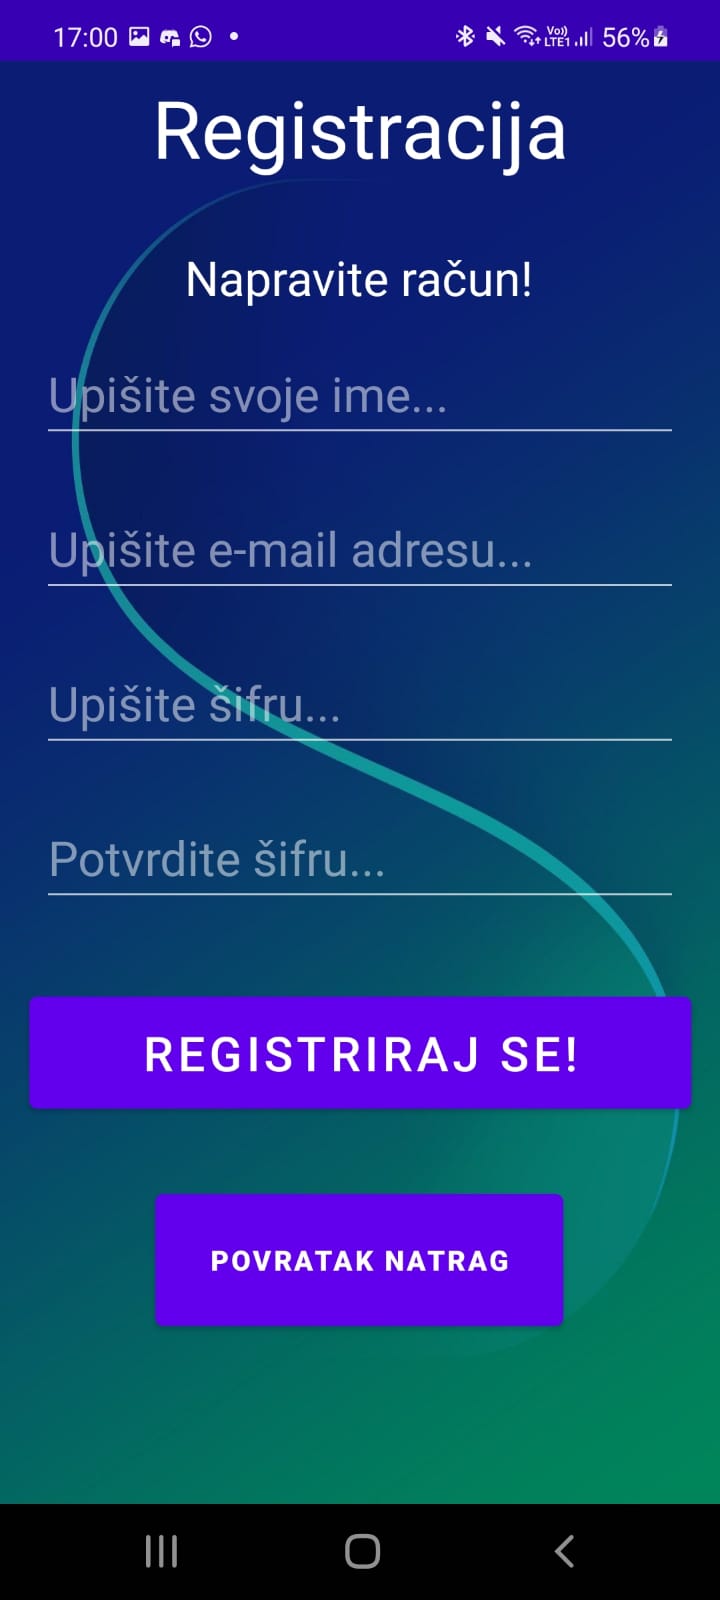 17:00
Vo))
LTE1
56%
Registracija
Napravite račun!
Upišite svoje ime...
Upišite e-mail adresu...
Upišite šifru...
Potvrdite šifru...
REGISTRIRAJ SE!
POVRATAK NATRAG